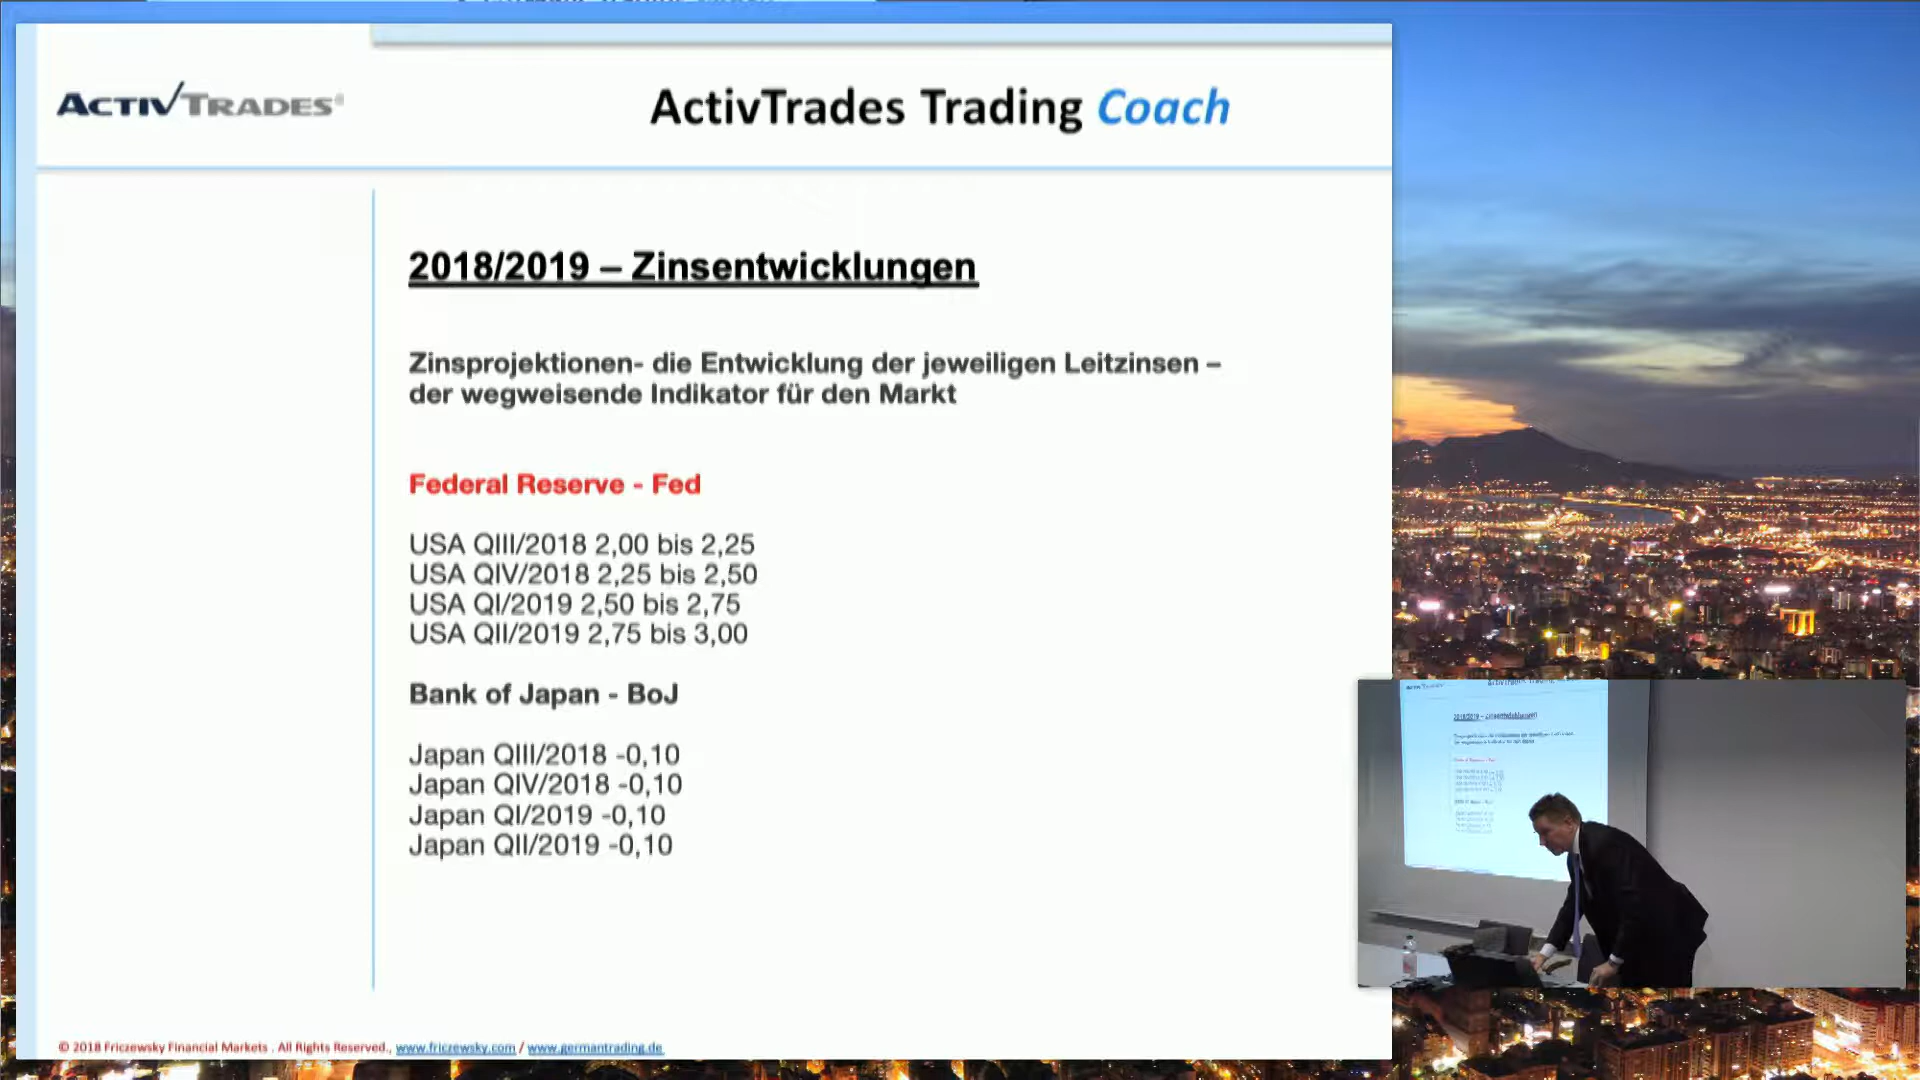 ACTIVTRADES®
ActivTrades Trading Coach
2018/2019 – Zinsentwicklungen
Zinsprojektionen- die Entwicklung der jeweiligen Leitzinsen –
der wegweisende Indikator für den Markt
Federal Reserve - Fed
USA QIII/2018 2,00 bis 2,25
USA QIV/2018 2,25 bis 2,50
USA QI/2019 2,50 bis 2,75
USA QII/2019 2,75 bis 3,00
Bank of Japan - BoJ
Japan QIII/2018 -0,10
Japan QIV/2018 -0,10
Japan QI/2019 -0,10
Japan QII/2019 -0,10
© 2018 Friczewsky Financial Markets . All Rights Reserved., www.friczewsky.com / www.germantrading.de
2018/2019 – Zinsentwicklungen